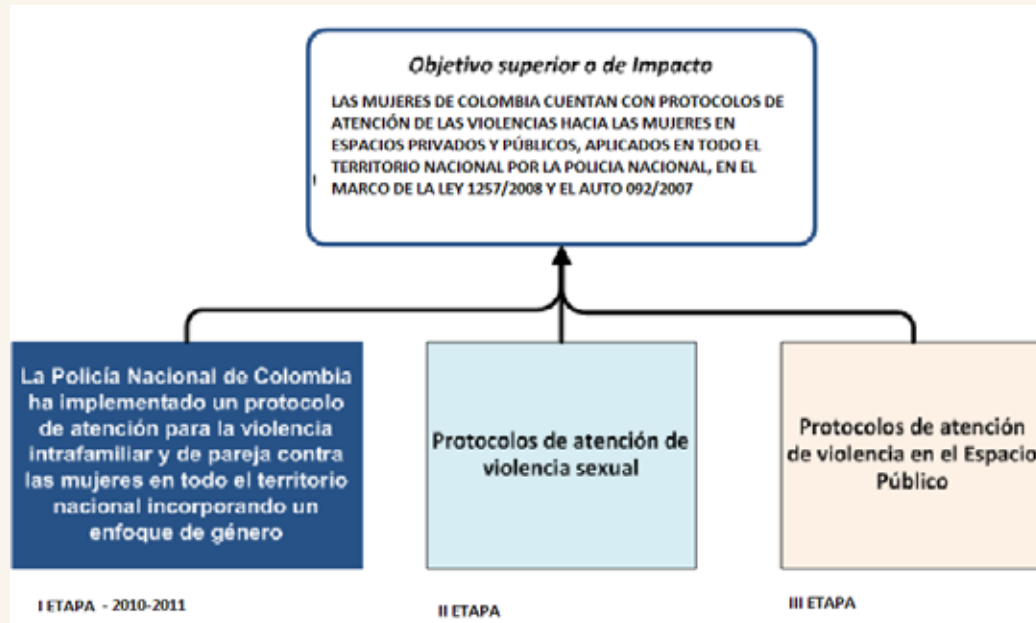 Objetivo superior o de Impacto
LAS MUJERES DE COLOMBIA CUENTAN CON PROTOCOLOS DE
ATENCIÓN DE LAS VIOLENCIAS HACIA LAS MUJERES EN
ESPACIOS PRIVADOS Y PÚBLICOS, APLICADOS EN TODO EL
TERRITORIO NACIONAL POR LA POLICIA NACIONAL, EN EL
MARCO DE LA LEY 1257/2008 Y EL AUTO 092/2007
La Policía Nacional de Colombia
ha implementado un protocolo
de atención para la violencia
intrafamiliar y de pareja contra
las mujeres en todo el territorio
nacional incorporando un
enfoque de género
Protocolos de atención de
violencia sexual
Protocolos de atención
de violencia en el Espacio
Público
I ETAPA - 2010-2011
II ETAPA
III ETAPA